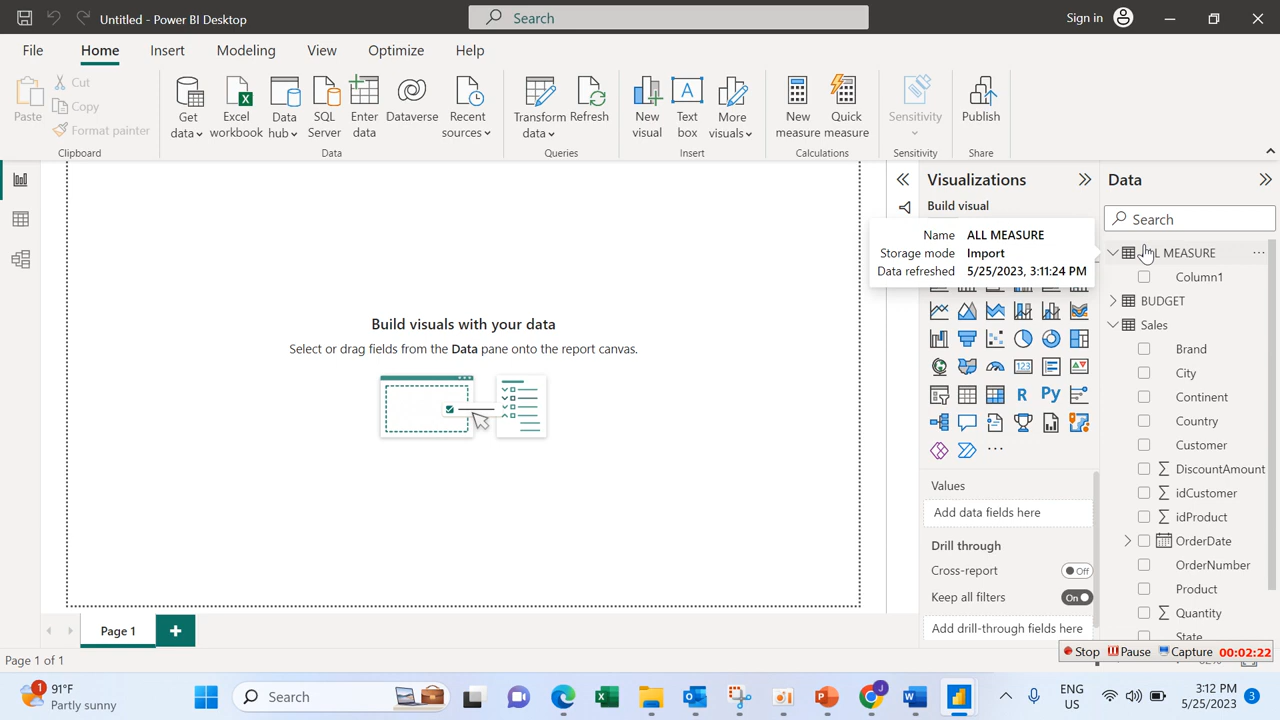 Untitled - Power BI Desktop
Search
Sign in
File
Home
Insert
Modeling
View
Optimize
Help
Paste
Cut
Copy
Format painter
Clipboard
Get data
Excel workbook
Data hub
SQL Server
Enter data
Dataverse
Recent sources
Data
Transform data
Refresh
Queries
New visual
Text box
More visuals
Insert
New measure
Quick measure
Calculations
Sensitivity
Sensitivity
Publish
Share
Build visuals with your data
Select or drag fields from the Data pane onto the report canvas.
Visualizations
Build visual
Name ALL MEASURE
Storage mode Import
Data refreshed 5/25/2023, 3:11:24 PM
R
Py
123
Values
Add data fields here
Drill through
Cross-report
Off
Keep all filters
On
Add drill-through fields here
Data
Search
ALL MEASURE
Column1
BUDGET
Sales
Brand
City
Continent
Country
Customer
DiscountAmount
idCustomer
idProduct
OrderDate
OrderNumber
Product
Quantity
State
Stop Pause Capture 00:02:22
Page 1
Page 1 of 1
1
91°F
Partly sunny
Search
ENG
US
3:12 PM
5/25/2023
3